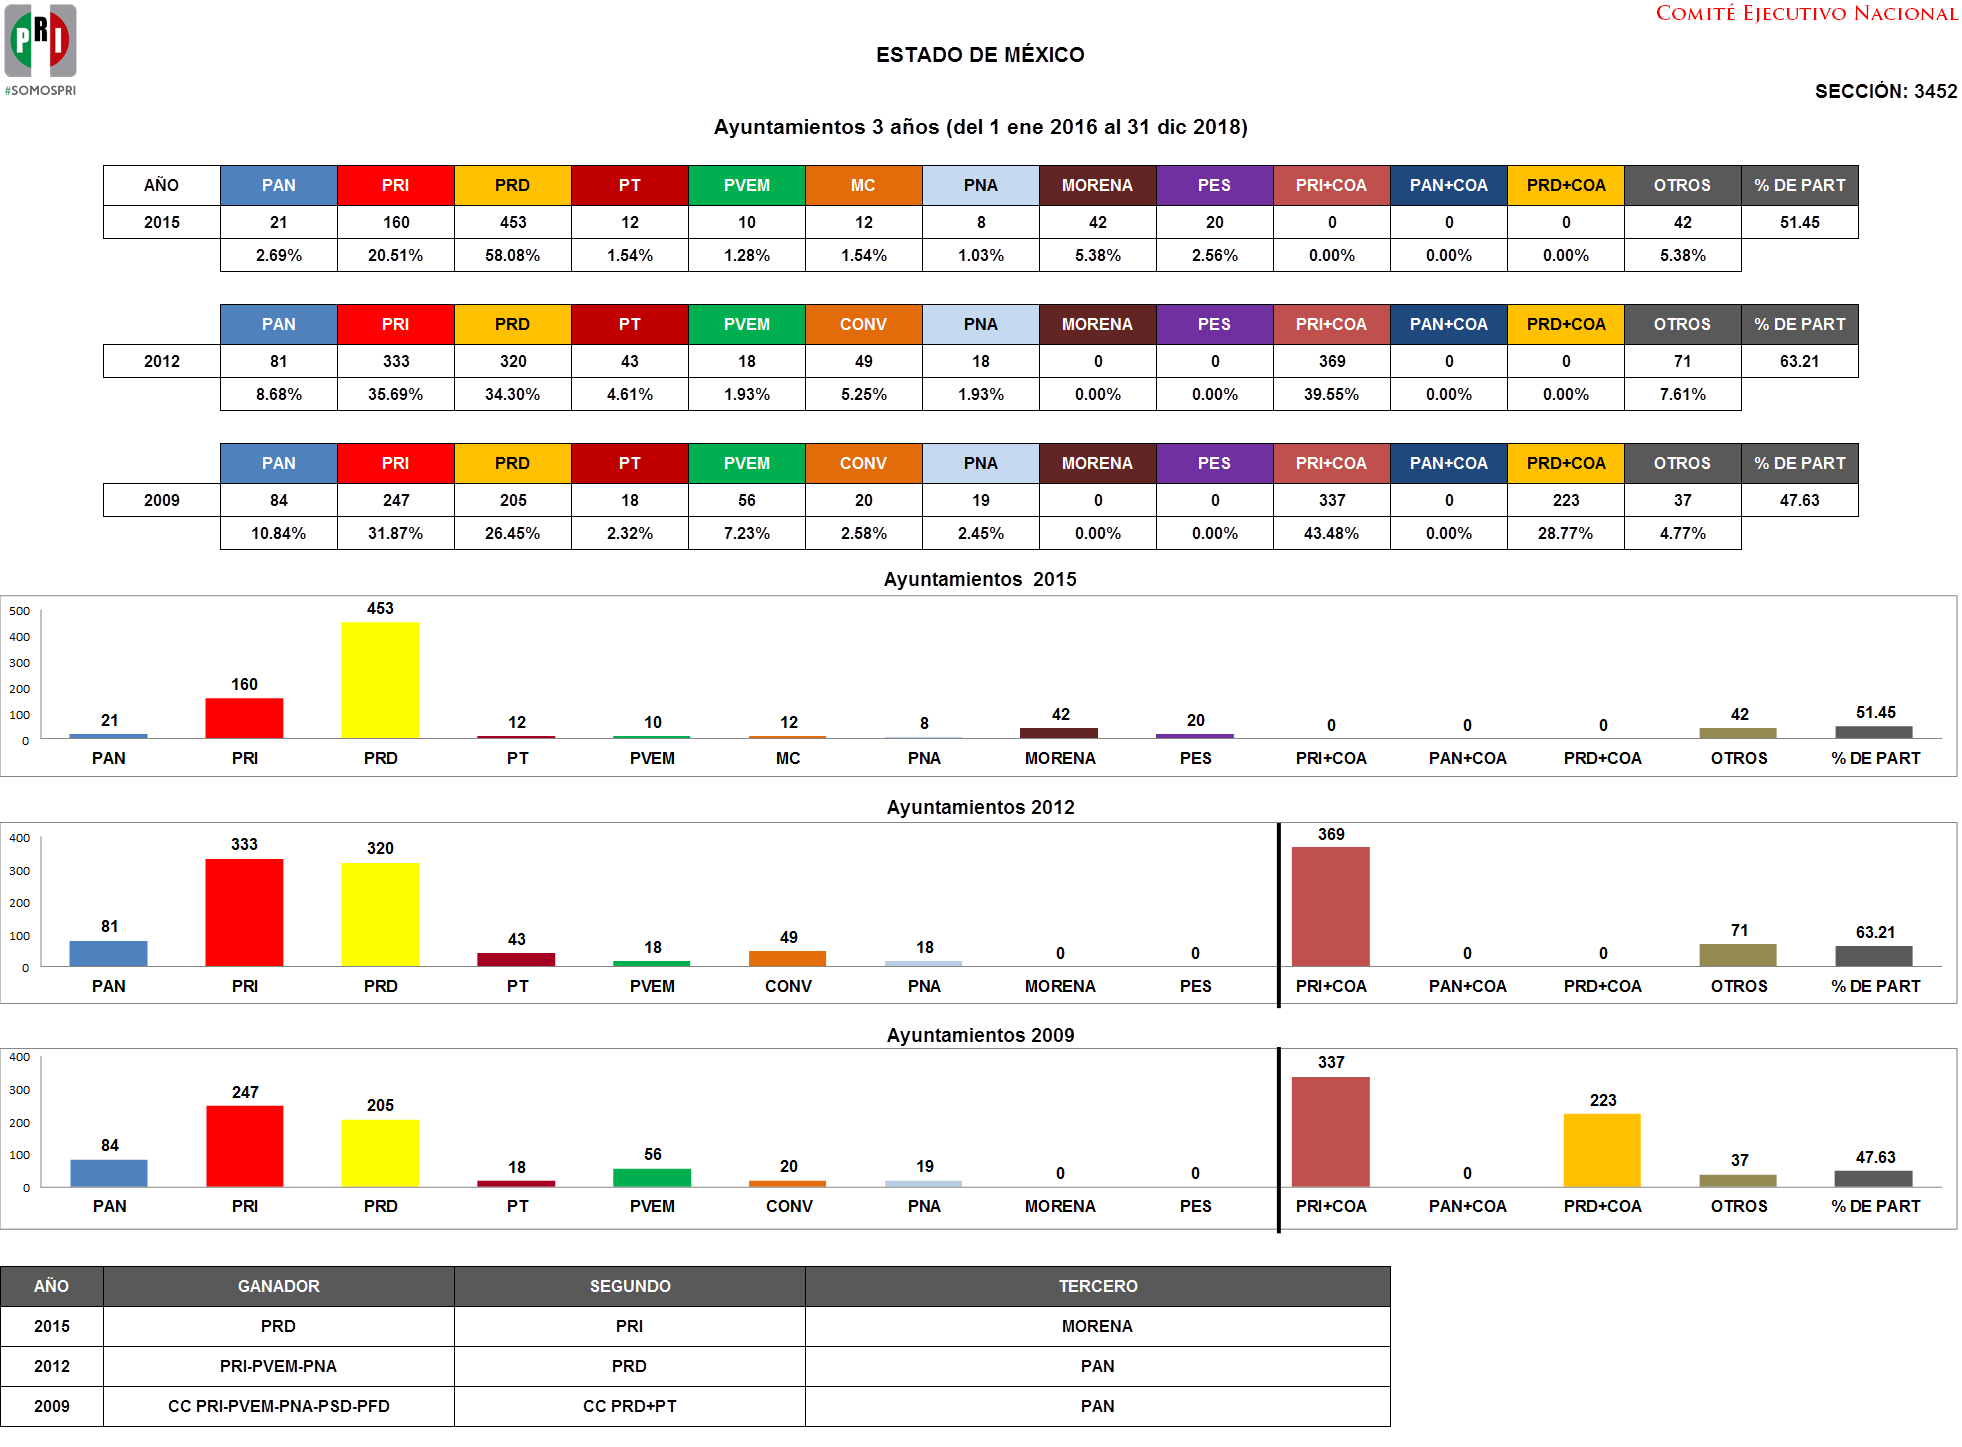 PRI
#SOMOSPRI
COMITÉ EJECUTIVO NACIONAL
ESTADO DE MÉXICO
SECCIÓN: 3452
Ayuntamientos 3 años (del 1 ene 2016 al 31 dic 2018)
AÑO PAN PRI PRD PT PVEM MC PNA MORENA PES PRI+COA PAN+COA PRD+COA OTROS % DE PART
2015 21 160 453 12 10 12 8 42 20 0 0 0 42 51.45
2.69% 20.51% 58.08% 1.54% 1.28% 1.54% 1.03% 5.38% 2.56% 0.00% 0.00% 0.00% 5.38%
PAN PRI PRD PT PVEM CONV PNA MORENA PES PRI+COA PAN+COA PRD+COA OTROS % DE PART
2012 81 333 320 43 18 49 18 0 0 369 0 0 71 63.21
8.68% 35.69% 34.30% 4.61% 1.93% 5.25% 1.93% 0.00% 0.00% 39.55% 0.00% 0.00% 7.61%
PAN PRI PRD PT PVEM CONV PNA MORENA PES PRI+COA PAN+COA PRD+COA OTROS % DE PART
2009 84 247 205 18 56 20 19 0 0 337 0 223 37 47.63
10.84% 31.87% 26.45% 2.32% 7.23% 2.58% 2.45% 0.00% 0.00% 43.48% 0.00% 28.77% 4.77%
Ayuntamientos 2015
500
400
300
200
100
0
21 160 453 12 10 12 8 42 20 0 0 0 42 51.45
PAN PRI PRD PT PVEM MC PNA MORENA PES PRI+COA PAN+COA PRD+COA OTROS % DE PART
Ayuntamientos 2012
400
300
200
100
0
81 333 320 43 18 49 18 0 0 369 0 0 71 63.21
PAN PRI PRD PT PVEM CONV PNA MORENA PES PRI+COA PAN+COA PRD+COA OTROS % DE PART
Ayuntamientos 2009
400
300
200
100
0
84 247 205 18 56 20 19 0 0 337 0 223 37 47.63
PAN PRI PRD PT PVEM CONV PNA MORENA PES PRI+COA PAN+COA PRD+COA OTROS % DE PART
AÑO GANADOR SEGUNDO TERCERO
2015 PRD PRI MORENA
2012 PRI-PVEM-PNA PRD PAN
2009 CC PRI-PVEM-PNA-PSD-PFD CC PRD+PT PAN